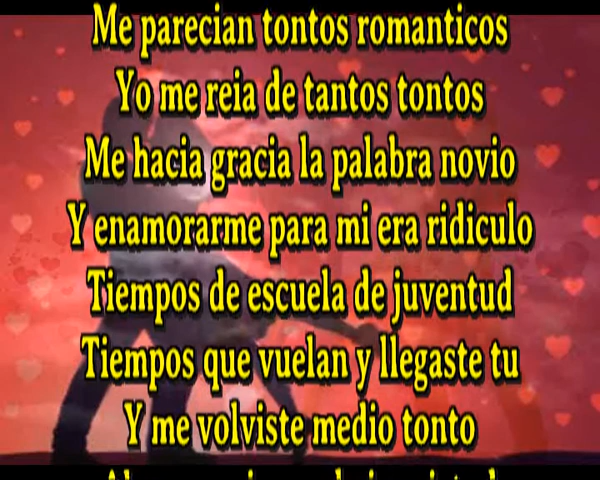 Me parecian tontos romanticos
Yo me reia de tantos tontos
Me hacia gracia la palabra novio
Y enamorarme para mi era ridiculo
Tiempos de escuela de juventud
Tiempos que vuelan y llegaste tu
Y me volviste medio tonto